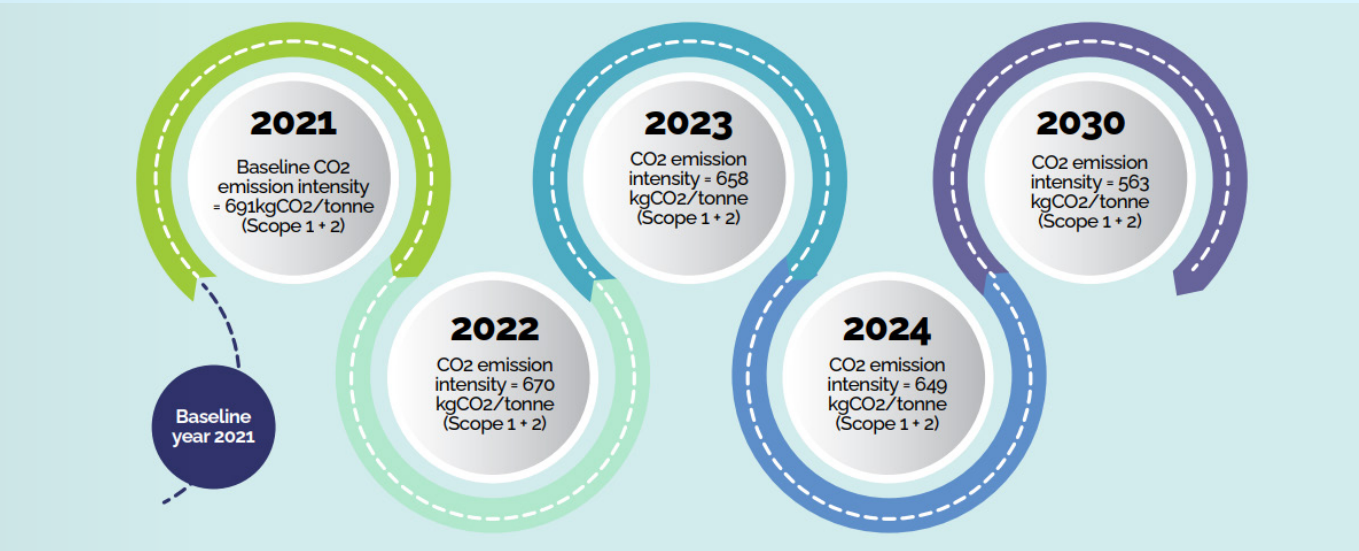 2021
Baseline CO2
emission intensity
= 691kgCO2/tonne
(Scope 1 + 2)
2022
CO2 emission
intensity = 670
kgCO2/tonne
(Scope 1 + 2)
2023
CO2 emission
intensity = 658
kgCO2/tonne
(Scope 1 + 2)
2024
CO2 emission
intensity = 649
kgCO2/tonne
(Scope 1 + 2)
2030
CO2 emission
intensity = 563
kgCO2/tonne
(Scope 1 + 2)
Baseline
year 2021